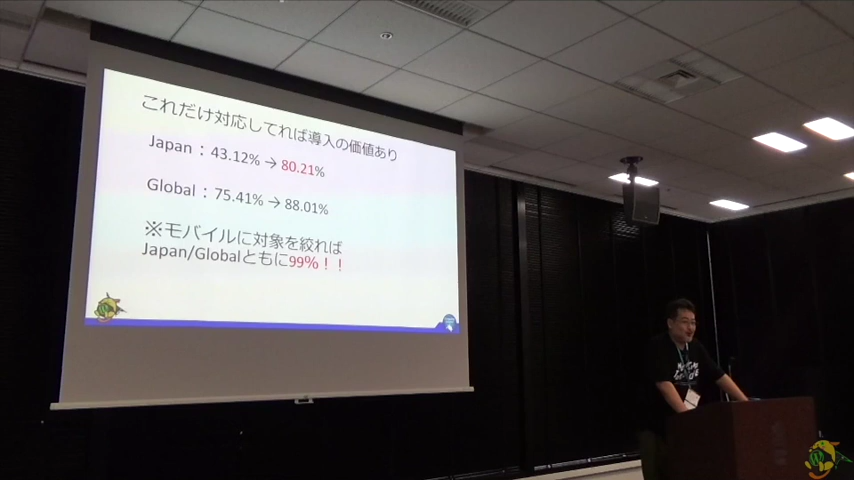 これだけ対応してれば導入の価値あり
Japan：43.12% → 80.21%
Global：75.41% → 88.01%
※モバイルに対象を絞れば
Japan/Globalともに99%！！